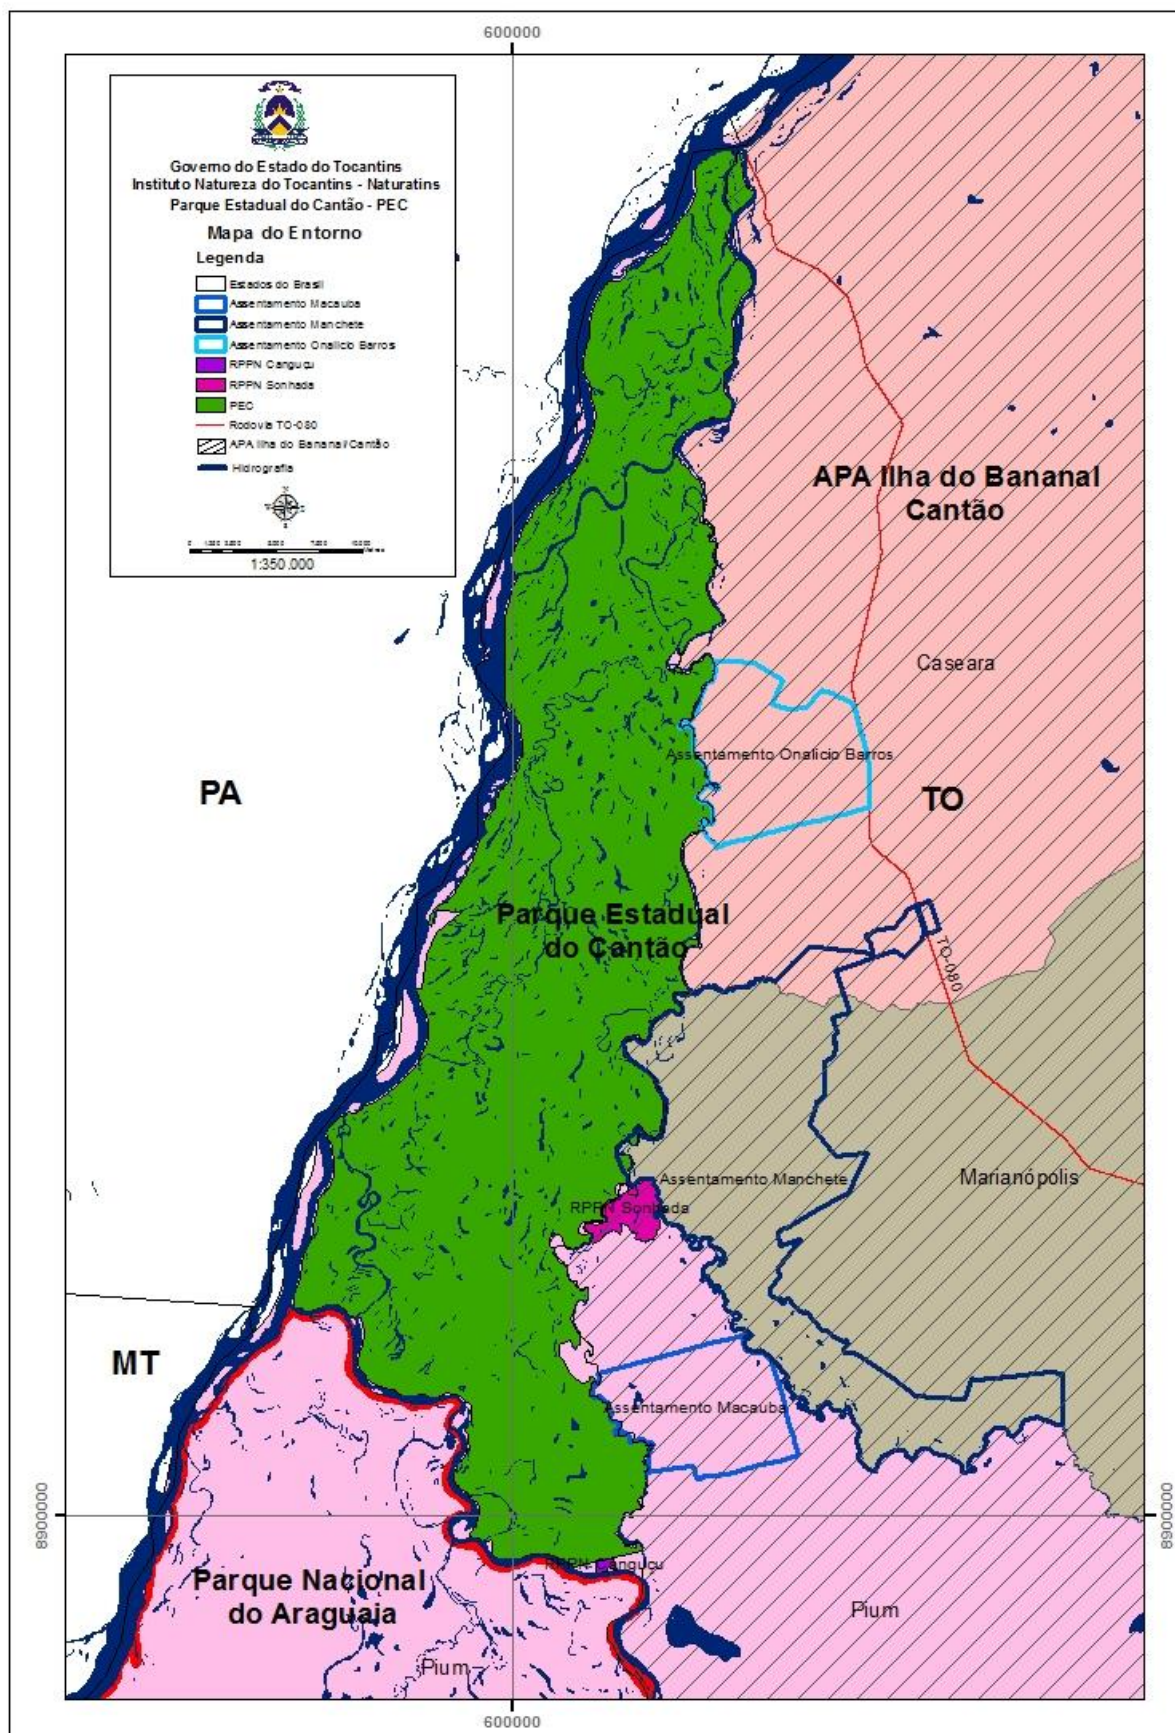 600000
Governo do Estado do Tocantins
Instituto Natureza do Tocantins - Naturatins
Parque Estadual do Cantão - PEC
Mapa do Entorno
Legenda
Estados do Brasil
Assentamento Macauba
Assentamento Manchete
Assentamento Onalicio Barros
RPPN Canguçu
RPPN Sonhada
PEC
Rodovia TO-080
APA Ilha do Bananal/Cantão
Hidrografia
1:350.000
APA Ilha do Bananal
Cantão
Caseara
Assentamento Onalicio Barros
PA
TO
Parque Estadual
do Cantão
TO-080
Assentamento Manchete
Marianópolis
RPPN Sonhada
MT
Assentamento Macauba
8900000
8900000
RPPN Canguçu
Parque Nacional
do Araguaia
Pium
Pium
600000